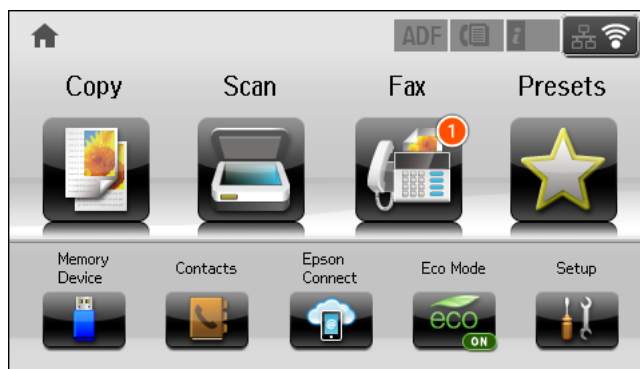 ADF i
Copy Scan Fax Presets
1
Memory Device Contacts Epson Connect Eco Mode Setup
@
eco
ON